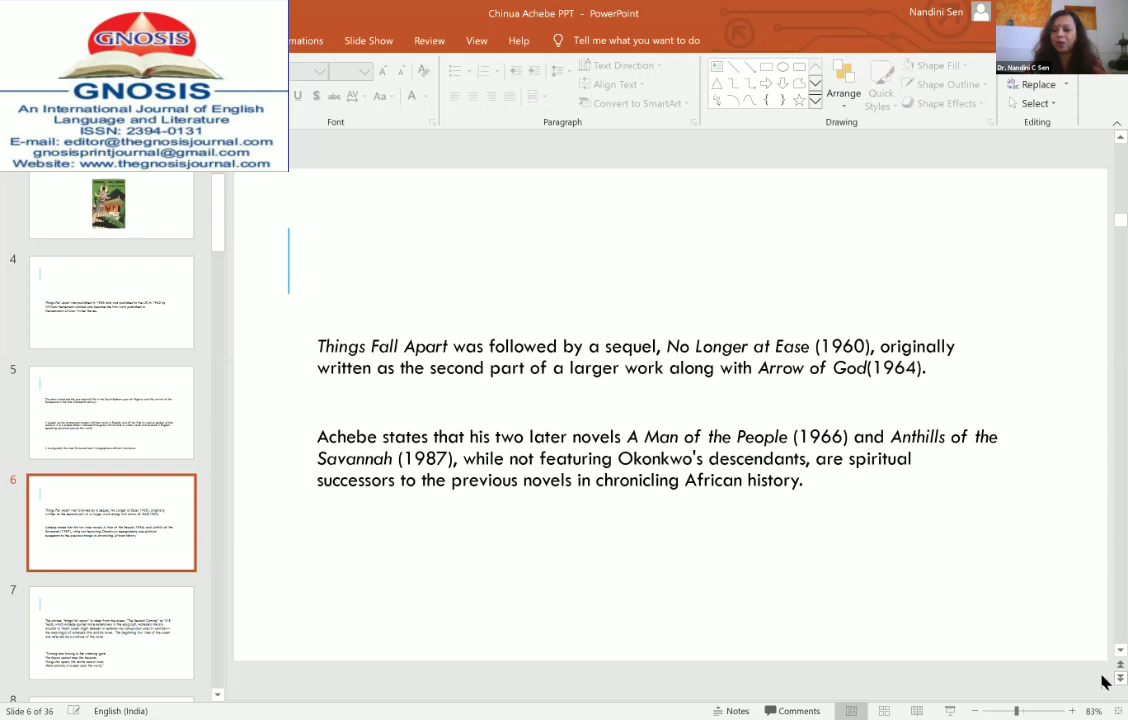 GNOSIS
GNOSIS
An International Journal of English
Language and Literature
ISSN: 2394-0131
E-mail: editor@thegnosisjournal.com
gnosisprintjournal@gmail.com
Website: www.thegnosisjournal.com
Chinua Achebe PPT - PowerPoint
Nandini Sen
Dr. Nandini C Sen
mations Slide Show Review View Help Tell me what you want to do
Text Direction
Align Text
Convert to SmartArt
Arrange
Quick
Styles
Shape Fill
Shape Outline
Shape Effects
Replace
Select
Font
Paragraph
Drawing
Editing
4
5
6
7
8
Things Fall Apart was followed by a sequel, No Longer at Ease (1960), originally
written as the second part of a larger work along with Arrow of God(1964).
Achebe states that his two later novels A Man of the People (1966) and Anthills of the
Savannah (1987), while not featuring Okonkwo's descendants, are spiritual
successors to the previous novels in chronicling African history.
Slide 6 of 36
English (India)
Notes
Comments
83%